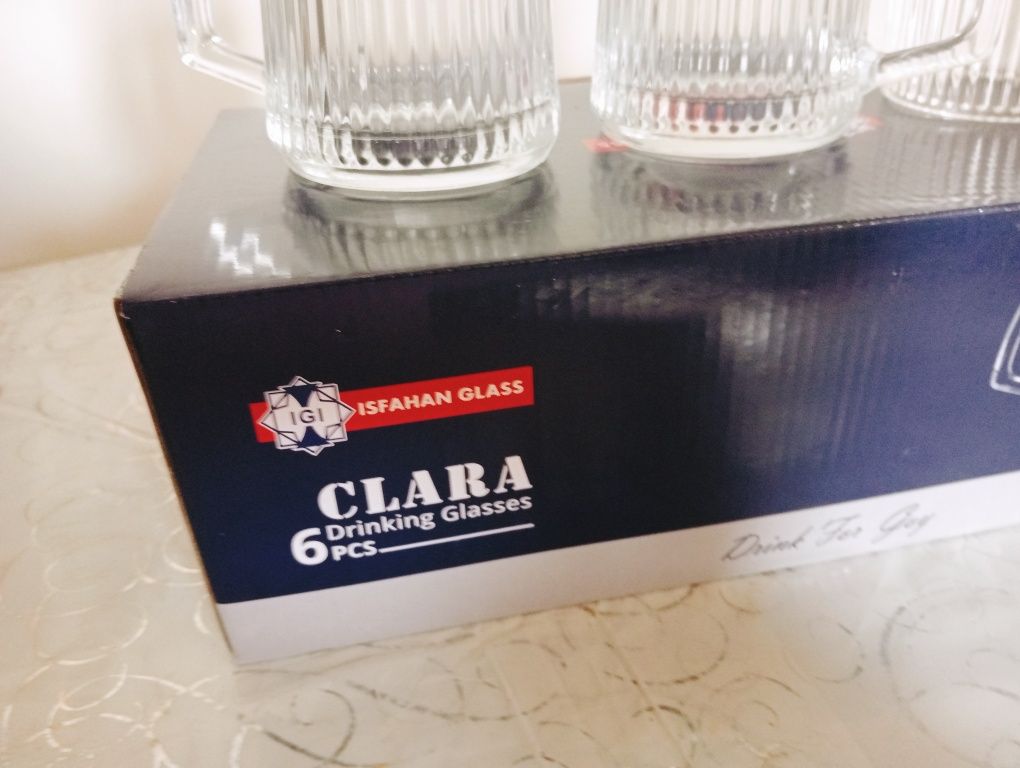 IGI
ISFAHAN GLASS
CLARA
Drinking Glasses
6 PCS
Drink For Joy